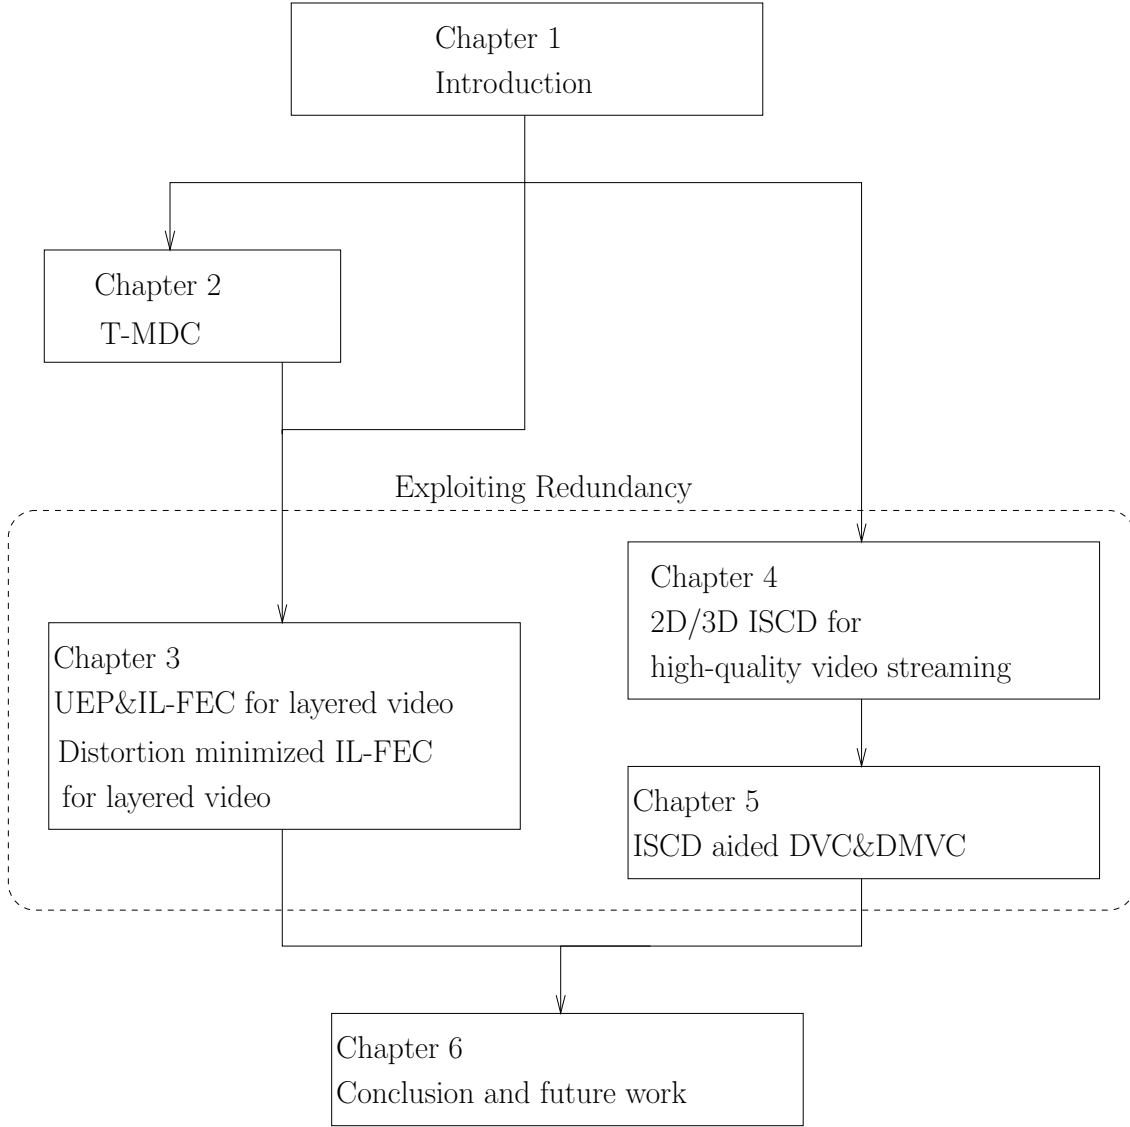 Chapter 1
Introduction
Chapter 2
T-MDC
Exploiting Redundancy
Chapter 3
UEP&IL-FEC for layered video
Distortion minimized IL-FEC
for layered video
Chapter 4
2D/3D ISCD for
high-quality video streaming
Chapter 5
ISCD aided DVC&DMVC
Chapter 6
Conclusion and future work